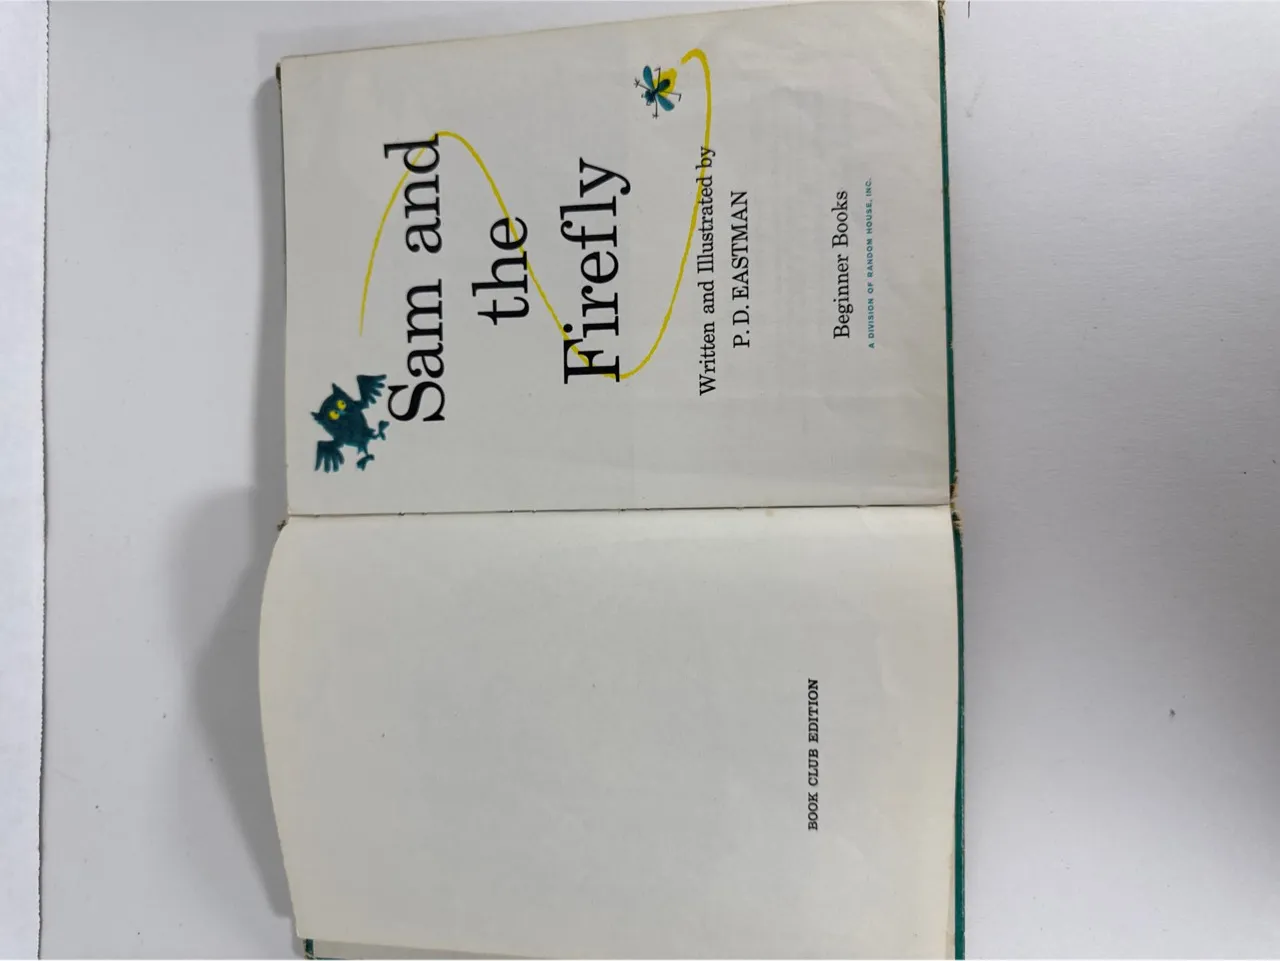 BOOK CLUB EDITION
Sam and
the
Firefly
Written and Illustrated by
P. D. EASTMAN
Beginner Books
A DIVISION OF RANDOM HOUSE, INC.